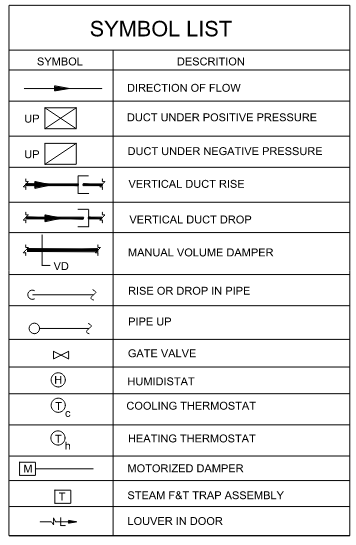 SYMBOL LIST
SYMBOL DESCRITION
DIRECTION OF FLOW
UP DUCT UNDER POSITIVE PRESSURE
UP DUCT UNDER NEGATIVE PRESSURE
VERTICAL DUCT RISE
VERTICAL DUCT DROP
VD MANUAL VOLUME DAMPER
RISE OR DROP IN PIPE
PIPE UP
GATE VALVE
H HUMIDISTAT
Tc COOLING THERMOSTAT
Th HEATING THERMOSTAT
M MOTORIZED DAMPER
T STEAM F&T TRAP ASSEMBLY
L LOUVER IN DOOR